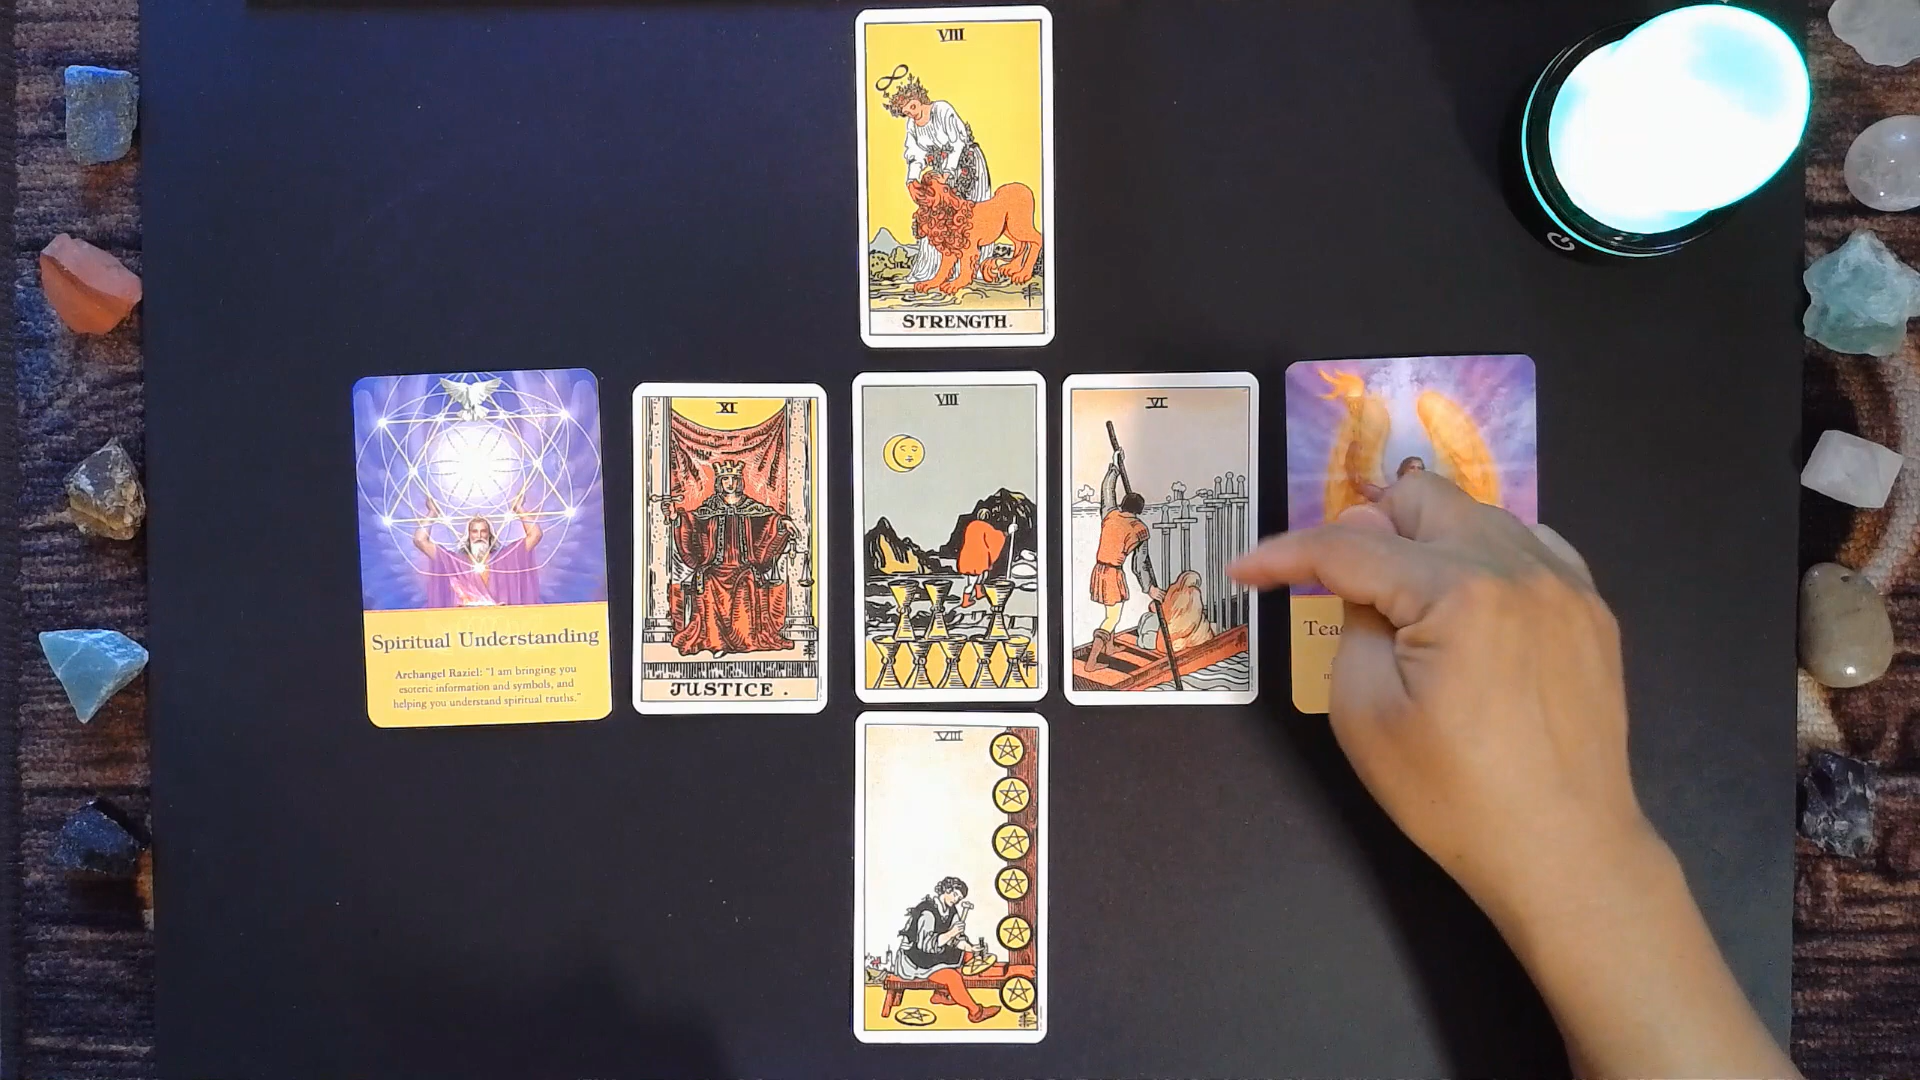 VIII
STRENGTH.
Spiritual Understanding
Archangel Raziel: "I am bringing you
esoteric information and symbols, and
helping you understand spiritual truths."
XI
JUSTICE.
VIII
VI
VIII